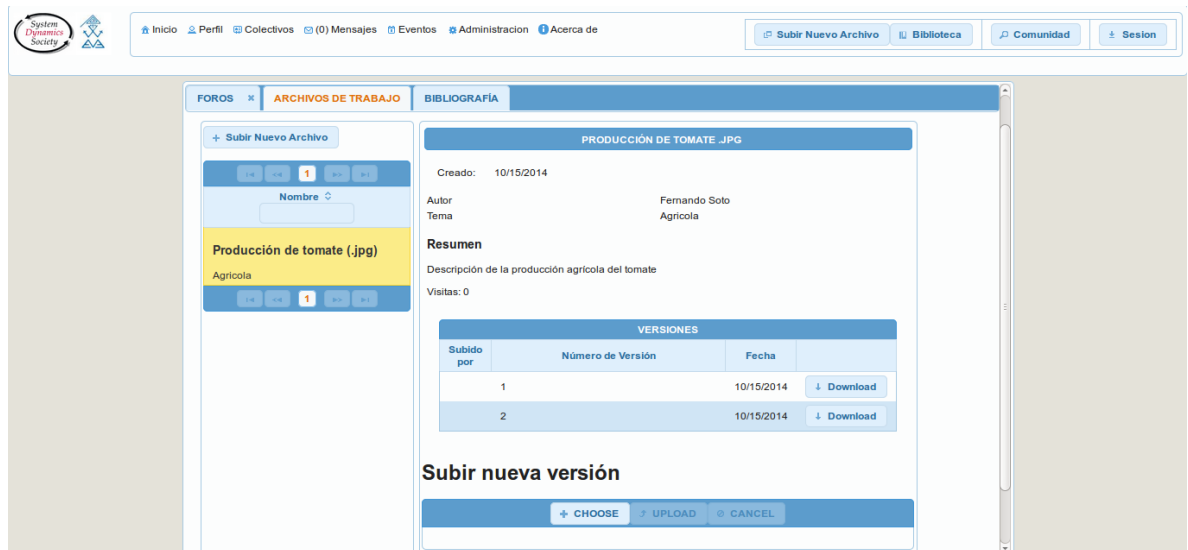 System
Dynamics
Society
Inicio Perfil Colectivos (0) Mensajes Eventos Administracion Acerca de
Subir Nuevo Archivo Biblioteca Comunidad Sesion
FOROS ARCHIVOS DE TRABAJO BIBLIOGRAFÍA
+ Subir Nuevo Archivo
1
Nombre
Producción de tomate (.jpg)
Agricola
1
PRODUCCIÓN DE TOMATE .JPG
Creado: 10/15/2014
Autor Fernando Soto
Tema Agricola
Resumen
Descripción de la producción agrícola del tomate
Visitas: 0
VERSIONES
Subido por Número de Versión Fecha
1 10/15/2014 Download
2 10/15/2014 Download
Subir nueva versión
CHOOSE UPLOAD CANCEL